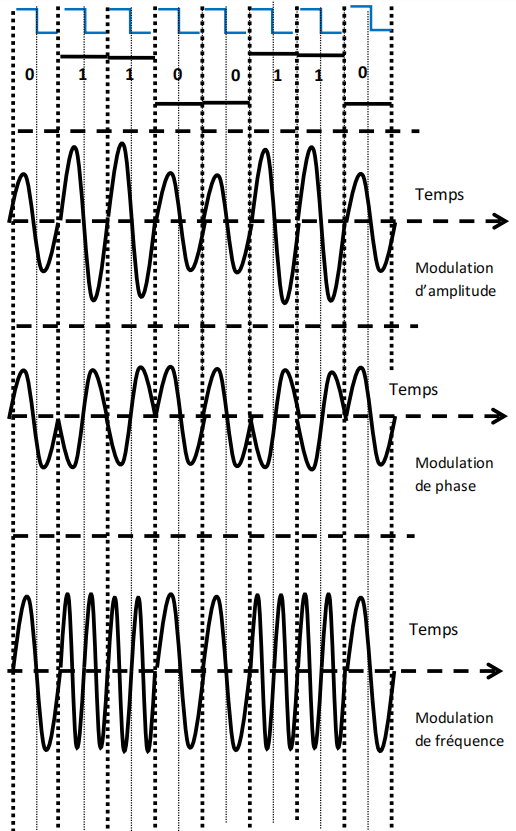 0 1 1 0 0 1 1 0
Temps
Modulation
d’amplitude
Temps
Modulation
de phase
Temps
Modulation
de fréquence